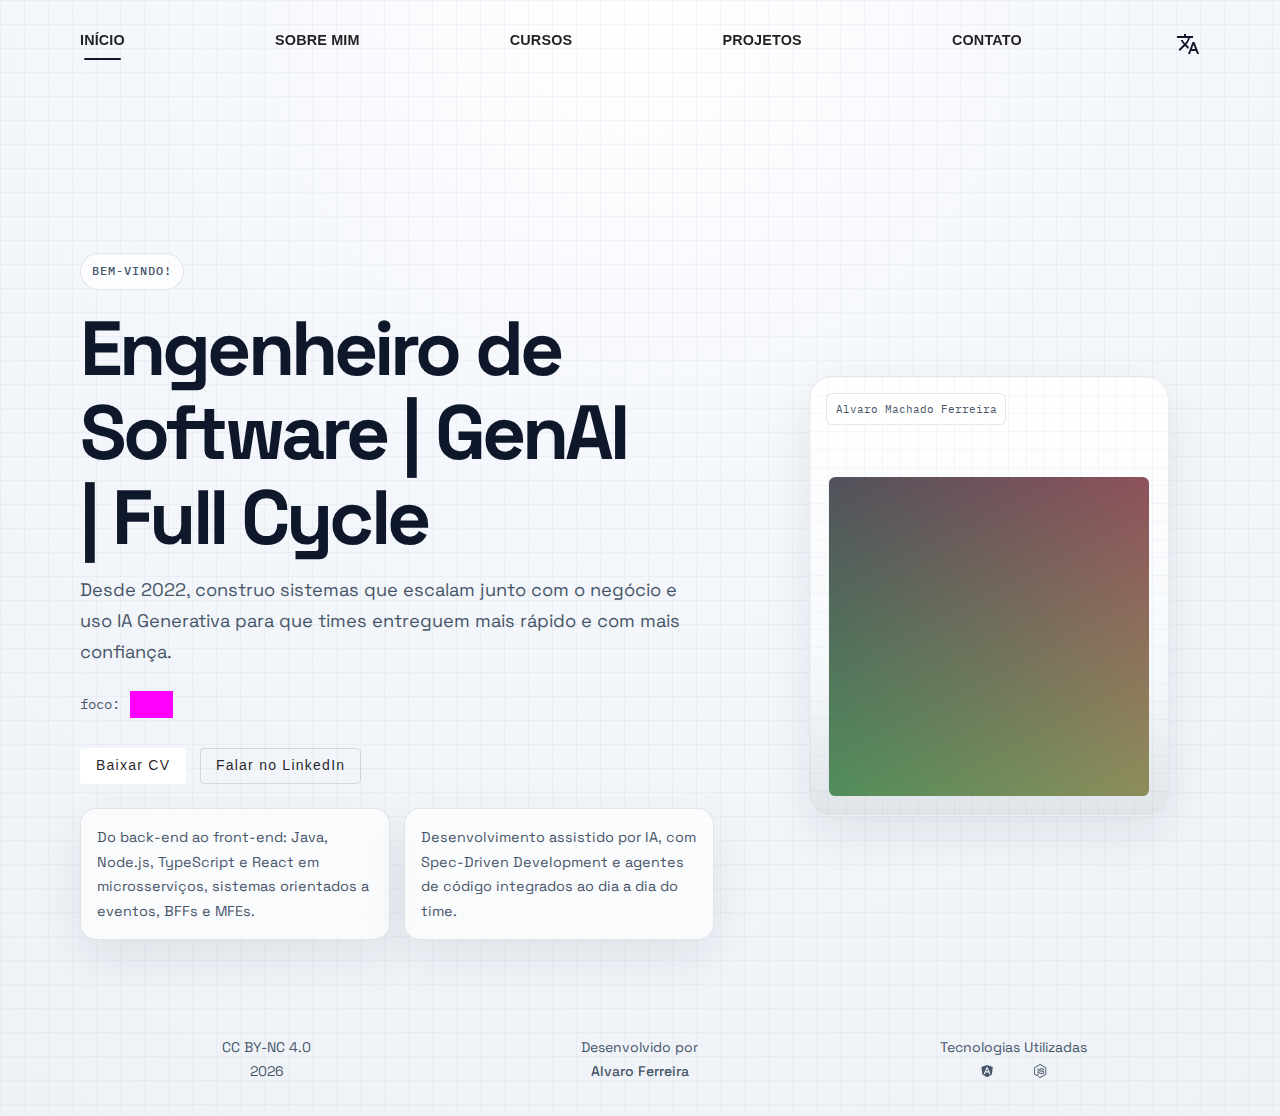 INÍCIO
SOBRE MIM
CURSOS
PROJETOS
CONTATO
BEM-VINDO!
Engenheiro de
Software | GenAI
| Full Cycle
Desde 2022, construo sistemas que escalam junto com o negócio e
uso IA Generativa para que times entreguem mais rápido e com mais
confiança.
foco:
Baixar CV
Falar no LinkedIn
Do back-end ao front-end: Java,
Node.js, TypeScript e React em
microsserviços, sistemas orientados a
eventos, BFFs e MFEs.
Desenvolvimento assistido por IA, com
Spec-Driven Development e agentes
de código integrados ao dia a dia do
time.
Alvaro Machado Ferreira
CC BY-NC 4.0
2026
Desenvolvido por
Alvaro Ferreira
Tecnologias Utilizadas